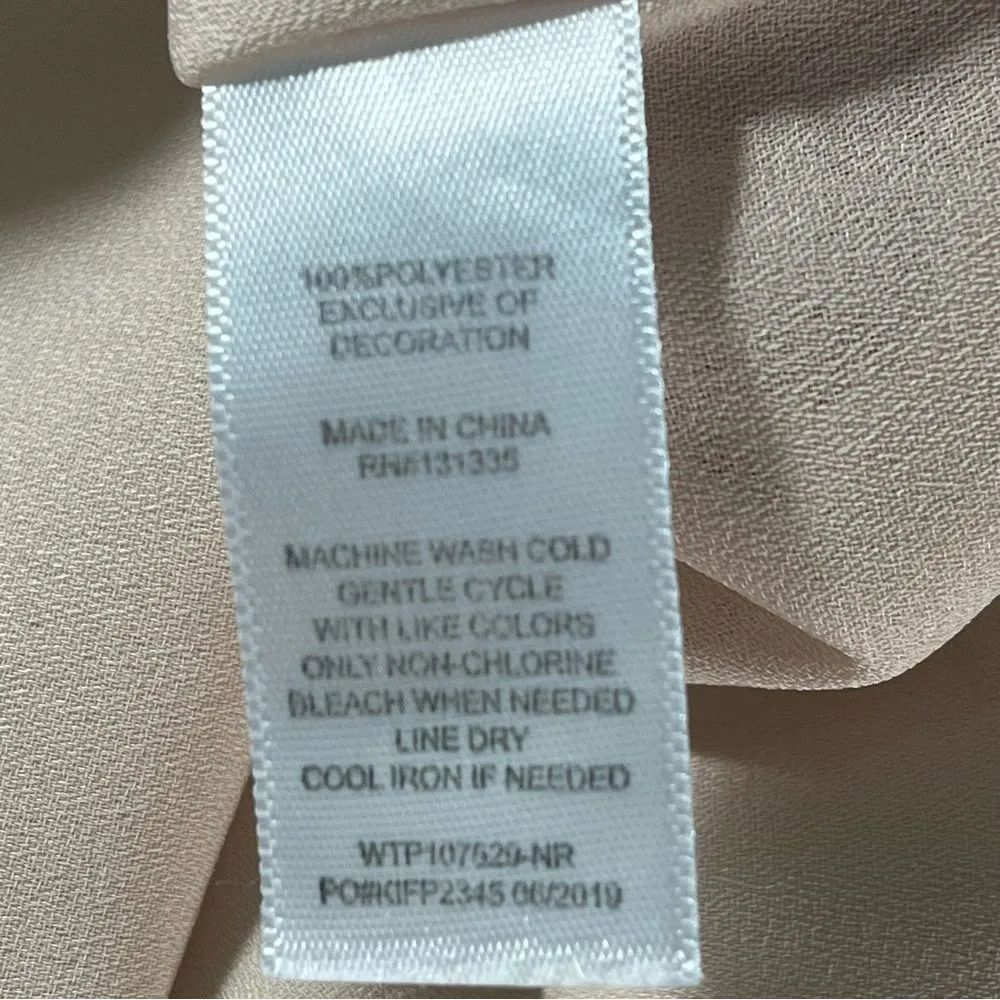 100%POLYESTER
EXCLUSIVE OF
DECORATION
MADE IN CHINA
RN#131335
MACHINE WASH COLD
GENTLE CYCLE
WITH LIKE COLORS
ONLY NON-CHLORINE
BLEACH WHEN NEEDED
LINE DRY
COOL IRON IF NEEDED
WTP107629-NR
PO#KIFP2345 06/2019